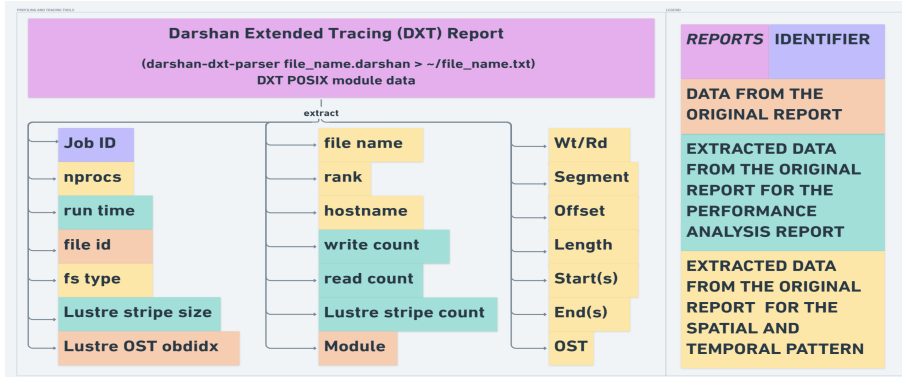 PROFILING AND TRACING TOOLS
LEGEND
Darshan Extended Tracing (DXT) Report
(darshan-dxt-parser file_name.darshan > ~/file_name.txt)
DXT POSIX module data
extract
Job ID
nprocs
run time
file id
fs type
Lustre stripe size
Lustre OST obdidx
file name
rank
hostname
write count
read count
Lustre stripe count
Module
Wt/Rd
Segment
Offset
Length
Start(s)
End(s)
OST
REPORTS IDENTIFIER
DATA FROM THE
ORIGINAL REPORT
EXTRACTED DATA
FROM THE ORIGINAL
REPORT FOR THE
PERFORMANCE
ANALYSIS REPORT
EXTRACTED DATA
FROM THE ORIGINAL
REPORT FOR THE
SPATIAL AND
TEMPORAL PATTERN